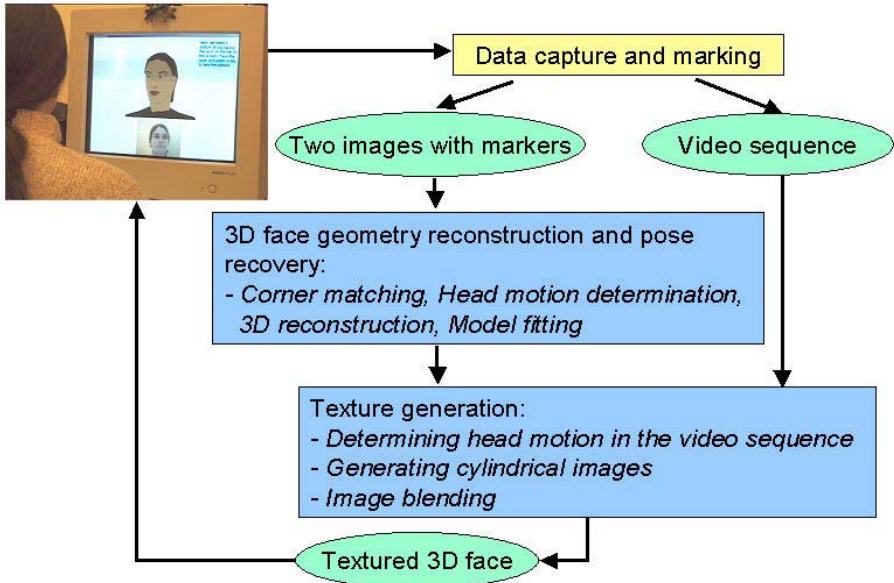 Data capture and marking
Two images with markers
Video sequence
3D face geometry reconstruction and pose
recovery:
- Corner matching, Head motion determination,
3D reconstruction, Model fitting
Texture generation:
- Determining head motion in the video sequence
- Generating cylindrical images
- Image blending
Textured 3D face